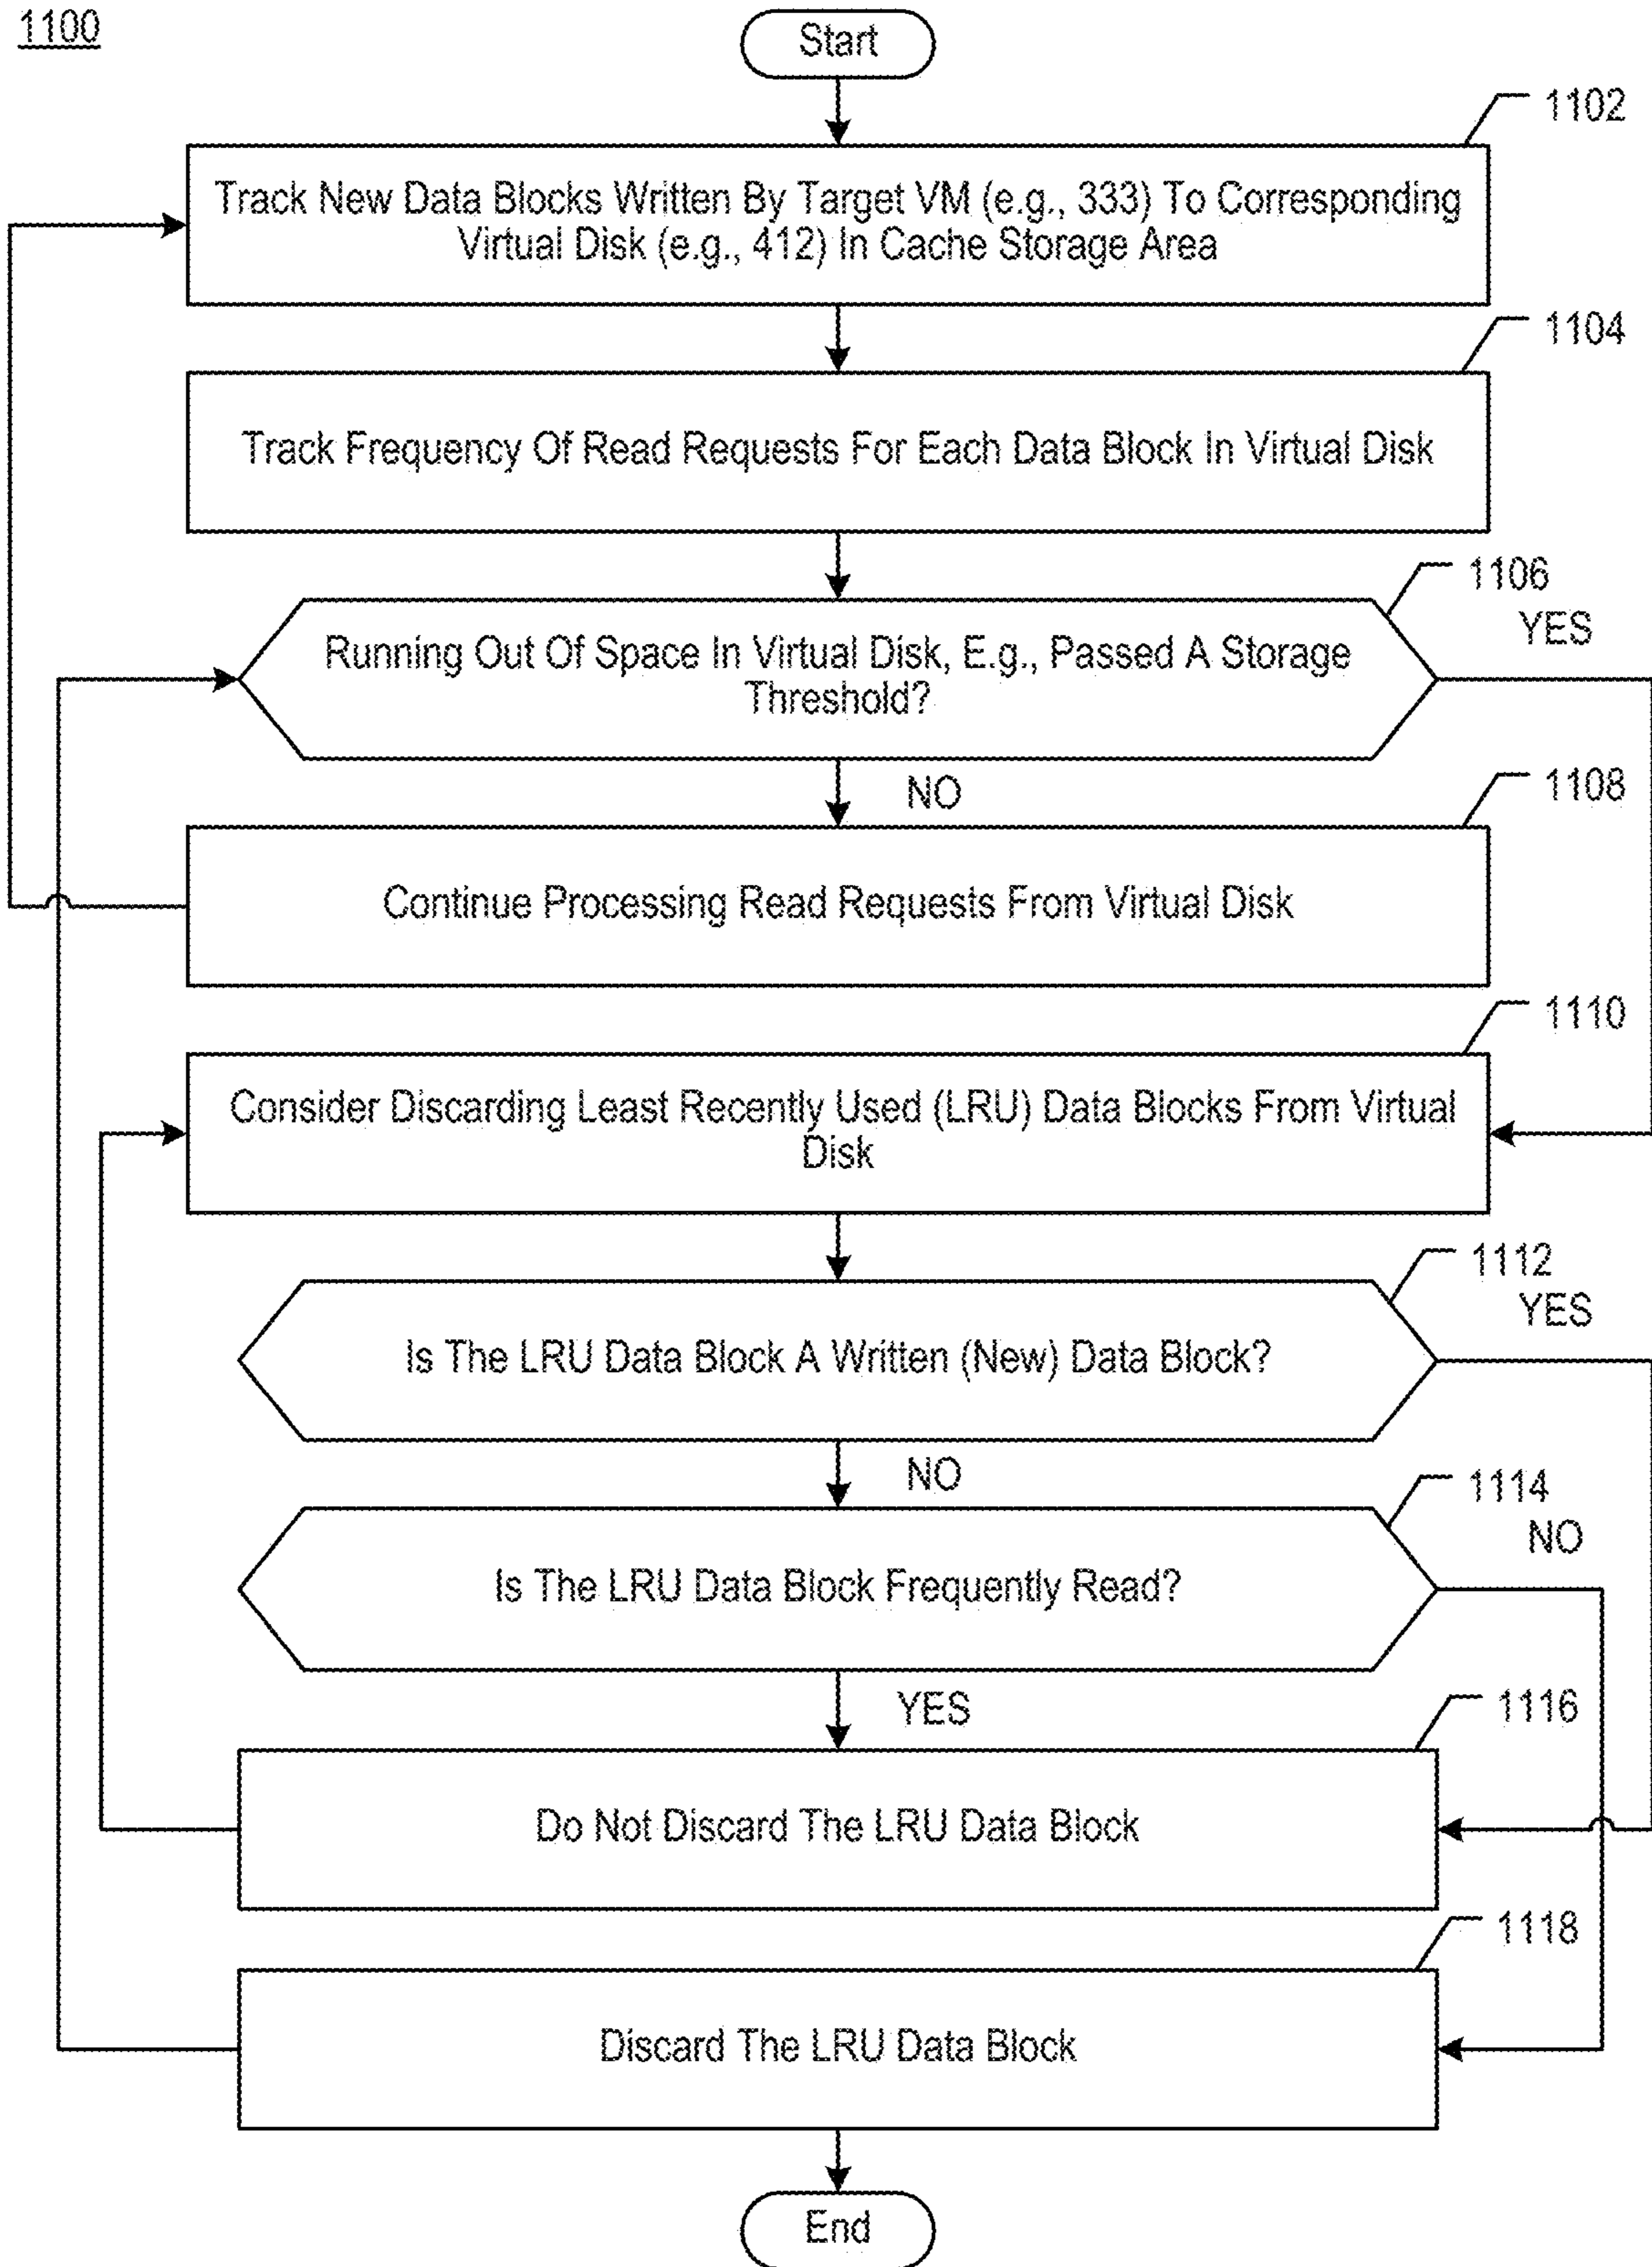 1100
Start
1102
Track New Data Blocks Written By Target VM (e.g., 333) To Corresponding
Virtual Disk (e.g., 412) In Cache Storage Area
1104
Track Frequency Of Read Requests For Each Data Block In Virtual Disk
1106
YES
Running Out Of Space In Virtual Disk, E.g., Passed A Storage
Threshold?
NO
1108
Continue Processing Read Requests From Virtual Disk
1110
Consider Discarding Least Recently Used (LRU) Data Blocks From Virtual
Disk
1112
YES
Is The LRU Data Block A Written (New) Data Block?
NO
1114
NO
Is The LRU Data Block Frequently Read?
YES
1116
Do Not Discard The LRU Data Block
1118
Discard The LRU Data Block
End